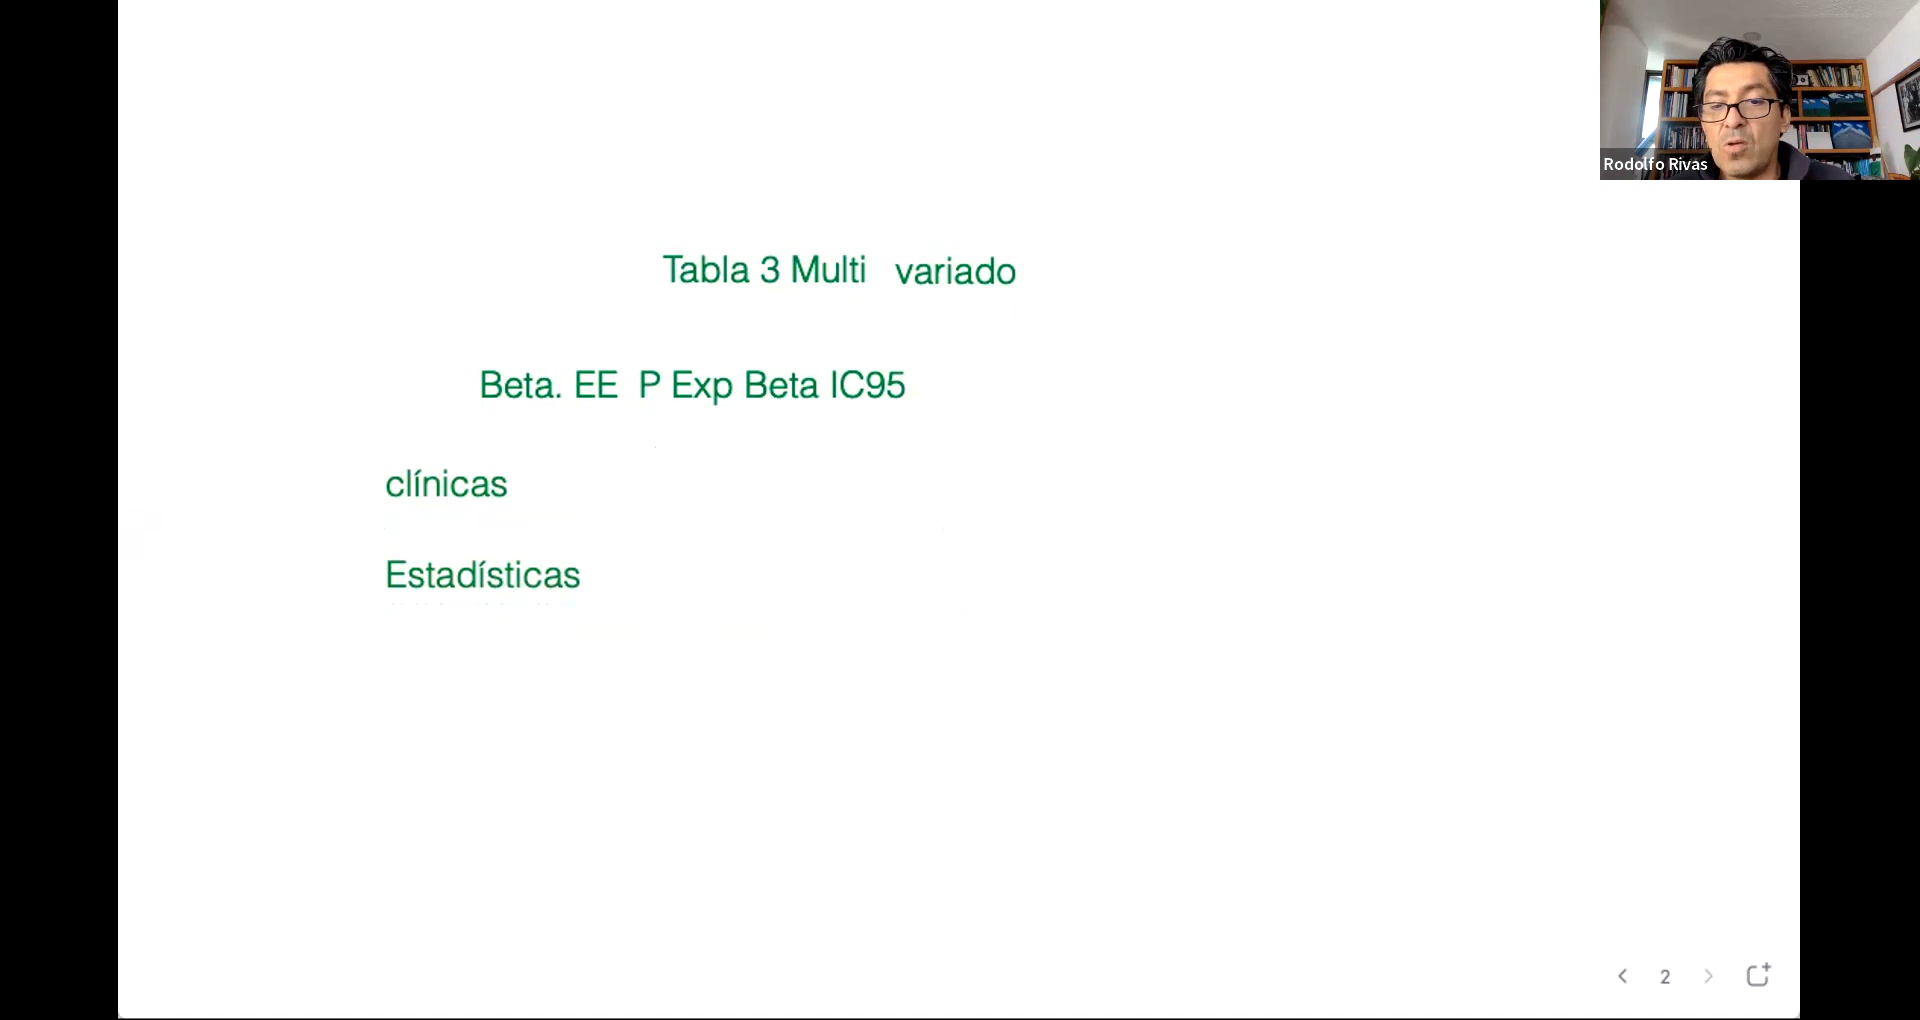 Rodolfo Rivas
Tabla 3 Multi variado
Beta. EE P Exp Beta IC95
clínicas
Estadísticas
2